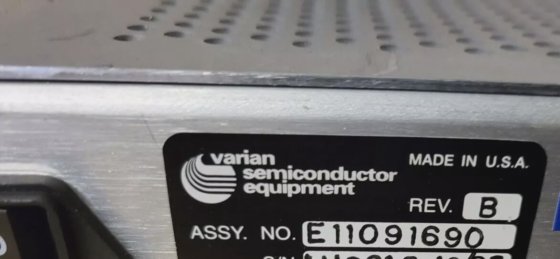 varian
semiconductor
equipment
MADE IN U.S.A.
REV. B
ASSY. NO. E11091690
S/N